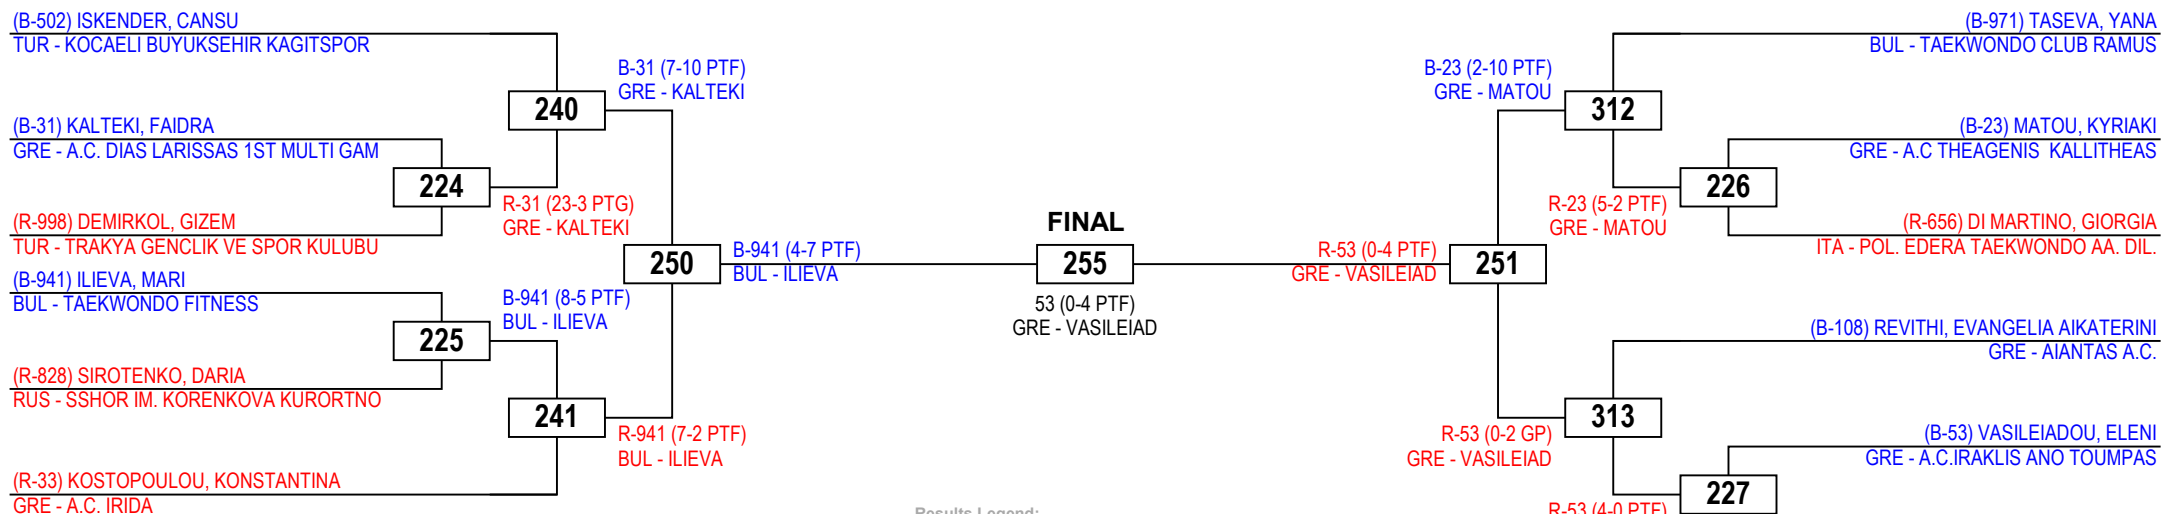 (B-502) ISKENDER, CANSU
TUR - KOCAELI BUYUKSEHIR KAGITSPOR
(B-31) KALTEKI, FAIDRA
GRE - A.C. DIAS LARISSAS 1ST MULTI GAM
(R-998) DEMIRKOL, GIZEM
TUR - TRAKYA GENCLIK VE SPOR KULUBU
(B-941) ILIEVA, MARI
BUL - TAEKWONDO FITNESS
(R-828) SIROTENKO, DARIA
RUS - SSHOR IM. KORENKOVA KURORTNO
(R-33) KOSTOPOULOU, KONSTANTINA
GRE - A.C. IRIDA
224
225
R-31 (23-3 PTG)
GRE - KALTEKI
B-941 (8-5 PTF)
BUL - ILIEVA
240
241
B-31 (7-10 PTF)
GRE - KALTEKI
R-941 (7-2 PTF)
BUL - ILIEVA
250
B-941 (4-7 PTF)
BUL - ILIEVA
FINAL
255
53 (0-4 PTF)
GRE - VASILEIAD
Results Legend:
R-53 (0-4 PTF)
GRE - VASILEIAD
251
B-23 (2-10 PTF)
GRE - MATOU
R-53 (0-2 GP)
GRE - VASILEIAD
312
313
R-23 (5-2 PTF)
GRE - MATOU
R-53 (4-0 PTF)
226
227
(B-971) TASEVA, YANA
BUL - TAEKWONDO CLUB RAMUS
(B-23) MATOU, KYRIAKI
GRE - A.C THEAGENIS  KALLITHEAS
(R-656) DI MARTINO, GIORGIA
ITA - POL. EDERA TAEKWONDO AA. DIL.
(B-108) REVITHI, EVANGELIA AIKATERINI
GRE - AIANTAS A.C.
(B-53) VASILEIADOU, ELENI
GRE - A.C.IRAKLIS ANO TOUMPAS